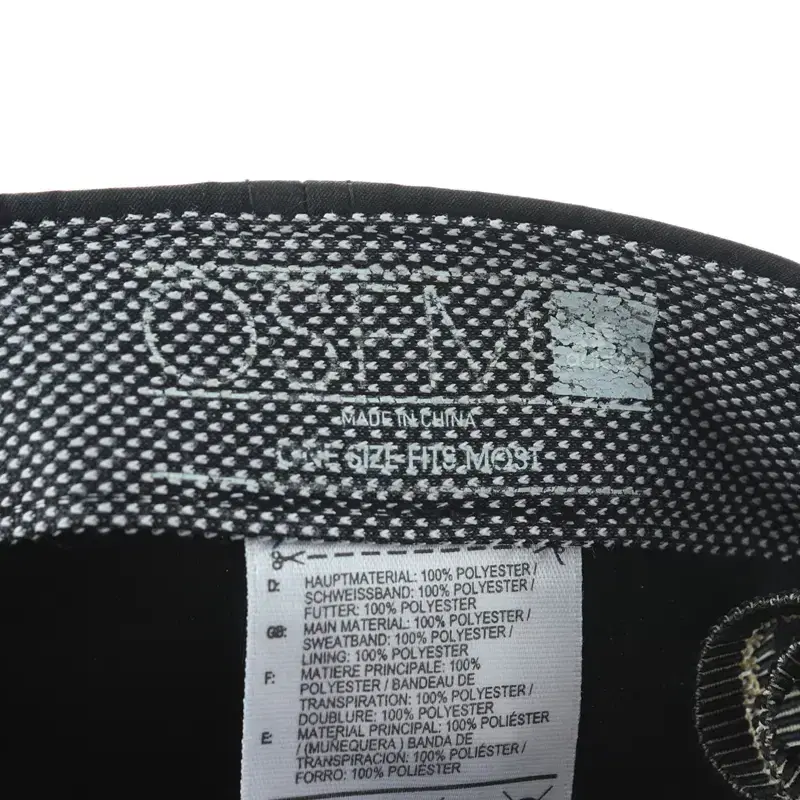 OSFM
MADE IN CHINA
ONE SIZE FITS MOST
D: HAUPTMATERIAL: 100% POLYESTER /
SCHWEISSBAND: 100% POLYESTER /
FUTTER: 100% POLYESTER
GB: MAIN MATERIAL: 100% POLYESTER /
SWEATBAND: 100% POLYESTER /
LINING: 100% POLYESTER
F: MATIÈRE PRINCIPALE: 100%
POLYESTER / BANDEAU DE
TRANSPIRATION: 100% POLYESTER /
DOUBLURE: 100% POLYESTER
E: MATERIAL PRINCIPAL: 100% POLIÉSTER
/ (MUÑEQUERA) BANDA DE
TRANSPIRACIÓN: 100% POLIÉSTER /
FORRO: 100% POLIÉSTER